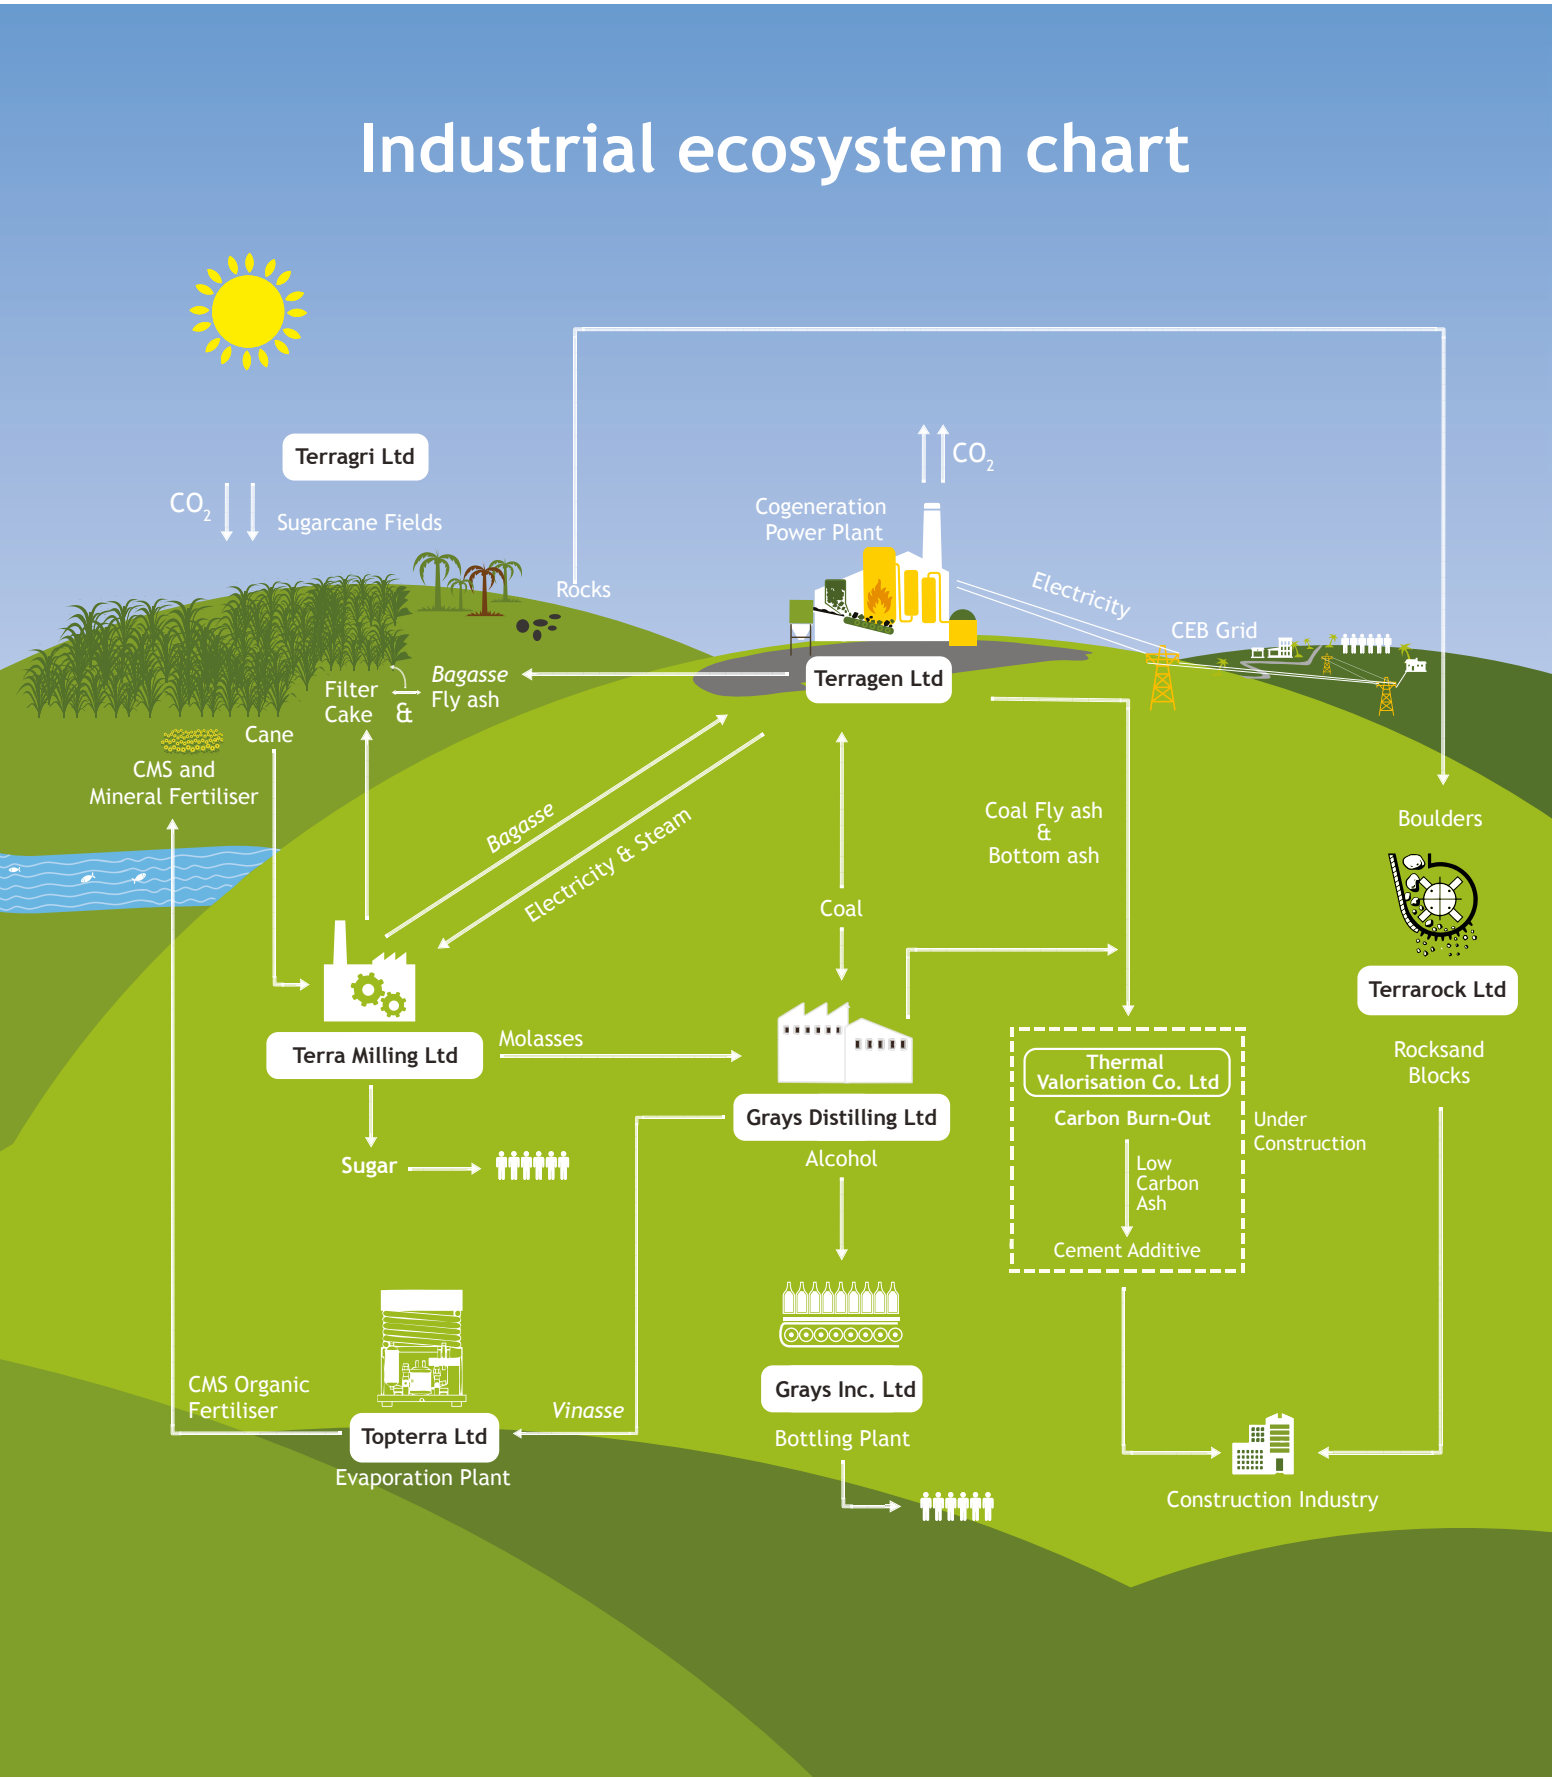 Industrial ecosystem chart
Terragri Ltd
CO2
Sugarcane Fields
CO2
Cogeneration
Power Plant
Rocks
Electricity
CEB Grid
Bagasse
Fly ash
Filter
Cake
&
Terragen Ltd
Cane
CMS and
Mineral Fertiliser
Bagasse
Electricity & Steam
Coal Fly ash
&
Bottom ash
Boulders
Coal
Terrarock Ltd
Molasses
Terra Milling Ltd
Rocksand
Blocks
Thermal
Valorisation Co. Ltd
Carbon Burn-Out
Under
Construction
Grays Distilling Ltd
Alcohol
Sugar
Low
Carbon
Ash
Cement Additive
CMS Organic
Fertiliser
Vinasse
Grays Inc. Ltd
Bottling Plant
Topterra Ltd
Evaporation Plant
Construction Industry